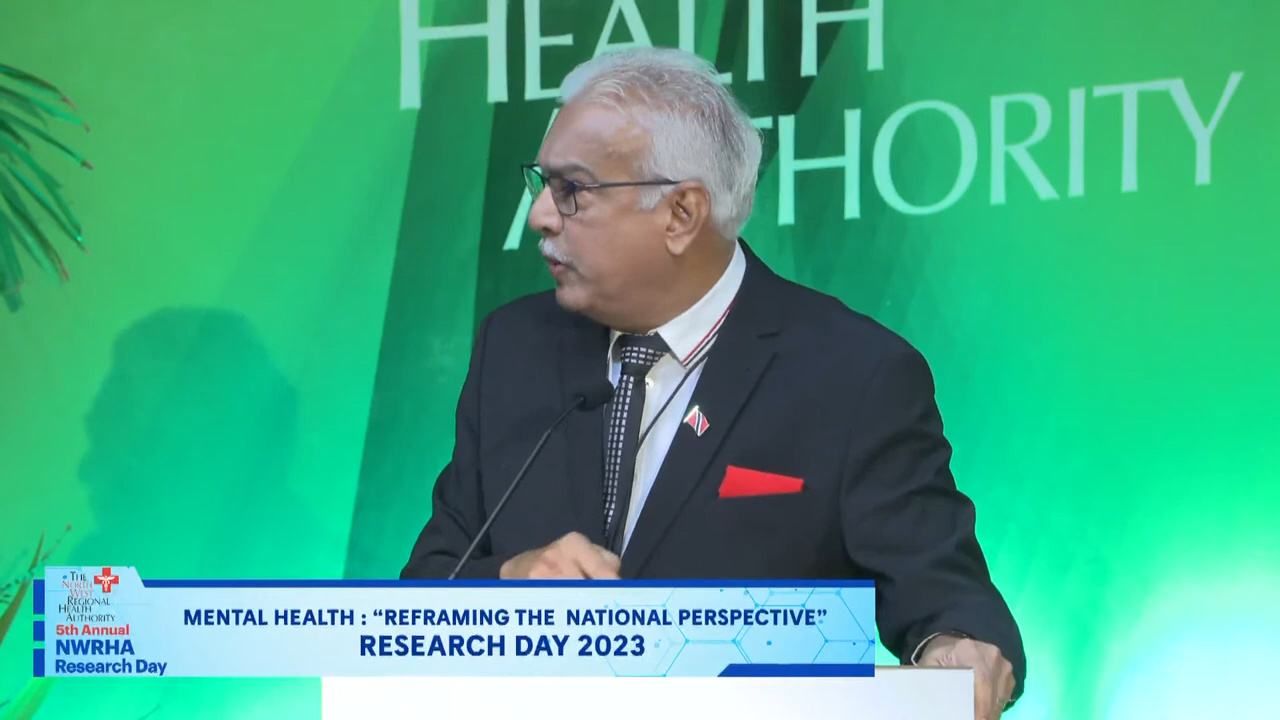 HEALTH
AUTHORITY
THE
NORTH
WEST
REGIONAL
HEALTH
AUTHORITY
5th Annual
NWRHA
Research Day
MENTAL HEALTH : “REFRAMING THE NATIONAL PERSPECTIVE”
RESEARCH DAY 2023